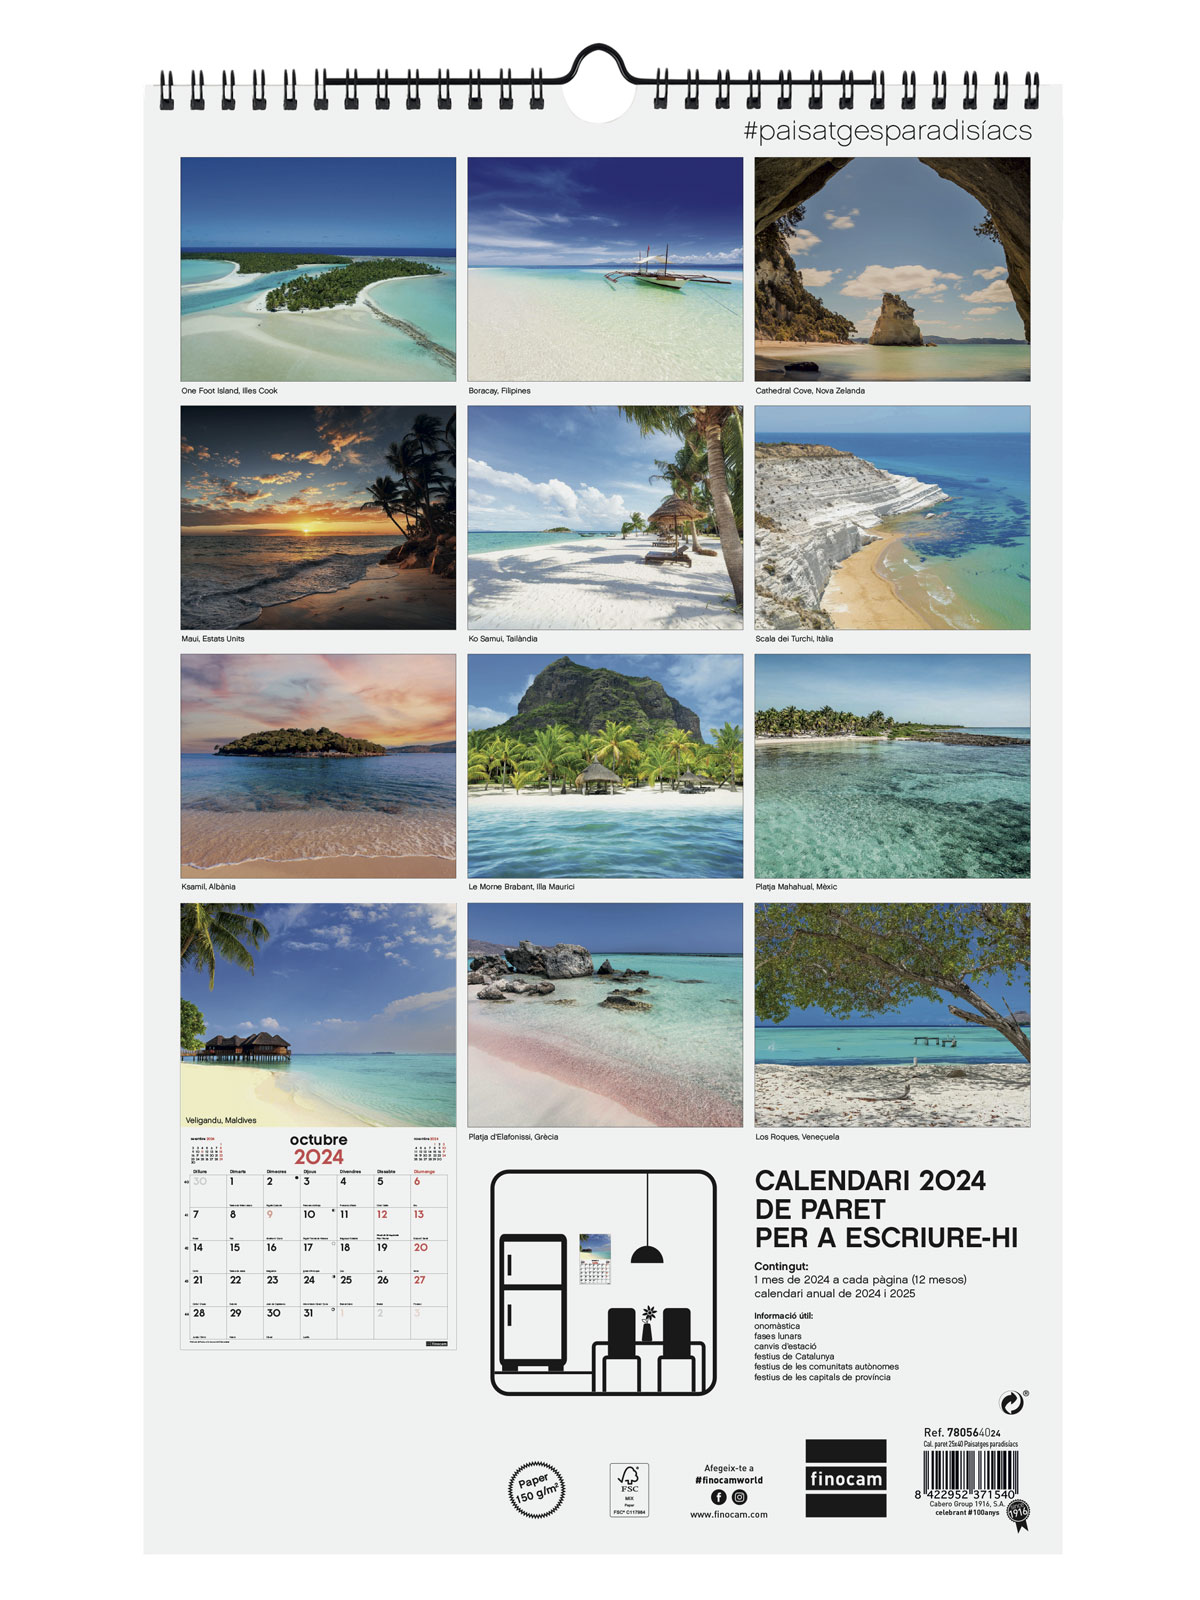 #paisatgesparadisíacs
One Foot Island, Illes Cook
Boracay, Filipines
Cathedral Cove, Nova Zelanda
Maui, Estats Units
Ko Samui, Tailàndia
Scala dei Turchi, Itàlia
Ksamil, Albània
Le Morne Brabant, Illa Maurici
Platja Mahahual, Mèxic
Veligandu, Maldives
Platja d'Elafonissi, Grècia
Los Roques, Veneçuela
octubre
2024
Dilluns Dimarts Dimecres Dijous Divendres Dissabte Diumenge
30 1 2 3 4 5 6
7 8 9 10 11 12 13
14 15 16 17 18 19 20
21 22 23 24 25 26 27
28 29 30 31 1 2 3
finocam
CALENDARI 2024
DE PARET
PER A ESCRIURE-HI
Contingut:
1 mes de 2024 a cada pàgina (12 mesos)
calendari anual de 2024 i 2025
Informació útil:
onomàstica
fases lunars
canvis d'estació
festius de Catalunya
festius de les comunitats autònomes
festius de les capitals de província
Paper
150 g/m²
FSC
MIX
Paper
FSC® C117984
Afegeix-te a
#finocamworld
www.finocam.com
finocam
Ref. 780564024
Cal. paret 25x40 Paisatges paradisíacs
8 422952 371540
Cabero Group 1916, S.A.
celebrant #100anys
1916